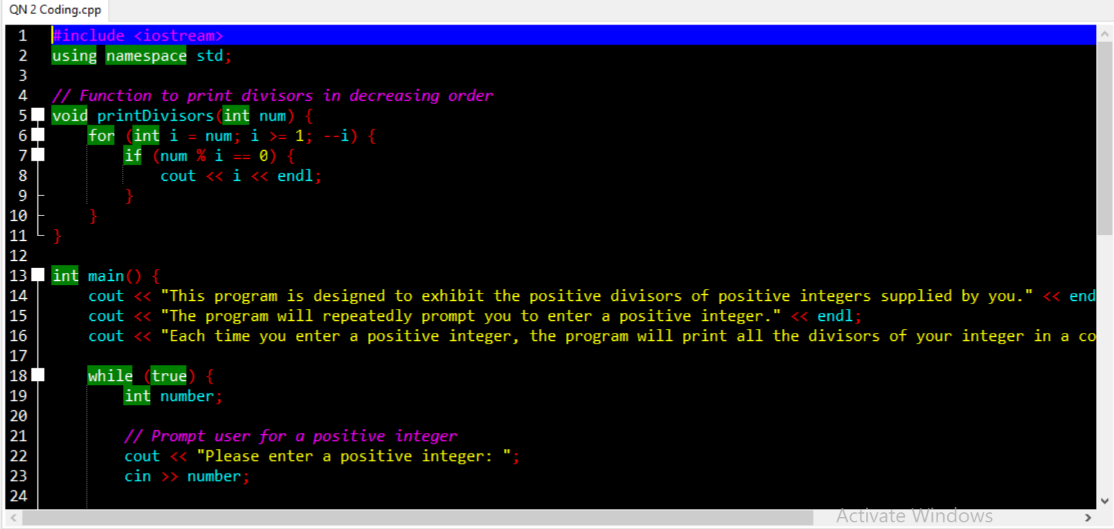 QN 2 Coding.cpp
1 #include <iostream>
2 using namespace std;
3
4 // Function to print divisors in decreasing order
5 void printDivisors(int num) {
6 for (int i = num; i >= 1; --i) {
7 if (num % i == 0) {
8 cout << i << endl;
9 }
10 }
11 }
12
13 int main() {
14 cout << "This program is designed to exhibit the positive divisors of positive integers supplied by you." << end
15 cout << "The program will repeatedly prompt you to enter a positive integer." << endl;
16 cout << "Each time you enter a positive integer, the program will print all the divisors of your integer in a co
17
18 while (true) {
19 int number;
20
21 // Prompt user for a positive integer
22 cout << "Please enter a positive integer: ";
23 cin >> number;
24
Activate Windows